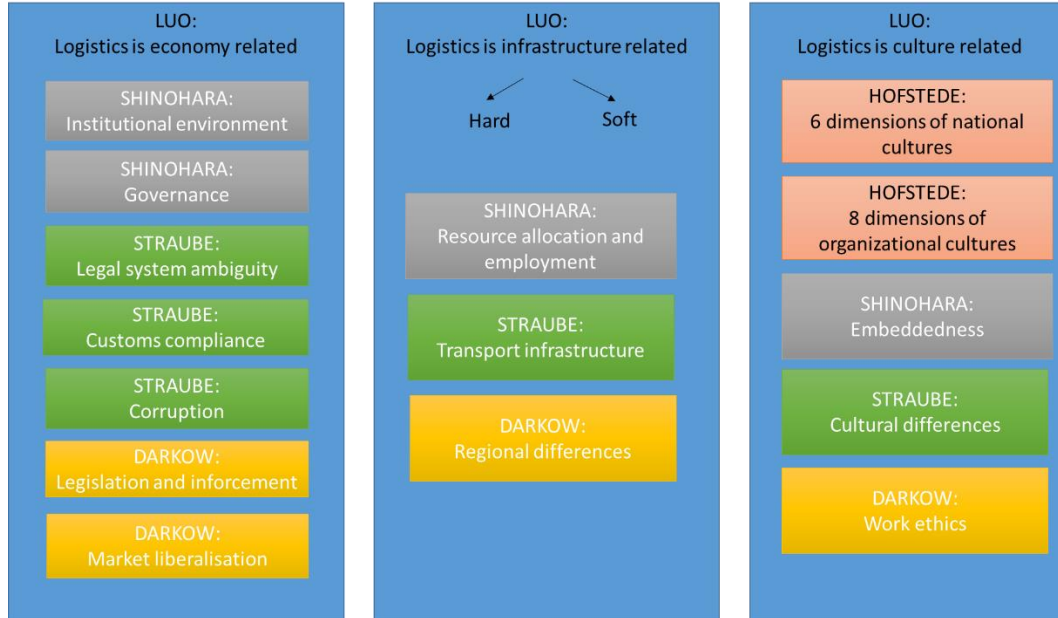 LUO:
Logistics is economy related
SHINOHARA:
Institutional environment
SHINOHARA:
Governance
STRAUBE:
Legal system ambiguity
STRAUBE:
Customs compliance
STRAUBE:
Corruption
DARKOW:
Legislation and inforcement
DARKOW:
Market liberalisation
LUO:
Logistics is infrastructure related
Hard
Soft
SHINOHARA:
Resource allocation and
employment
STRAUBE:
Transport infrastructure
DARKOW:
Regional differences
LUO:
Logistics is culture related
HOFSTEDE:
6 dimensions of national
cultures
HOFSTEDE:
8 dimensions of
organizational cultures
SHINOHARA:
Embeddedness
STRAUBE:
Cultural differences
DARKOW:
Work ethics